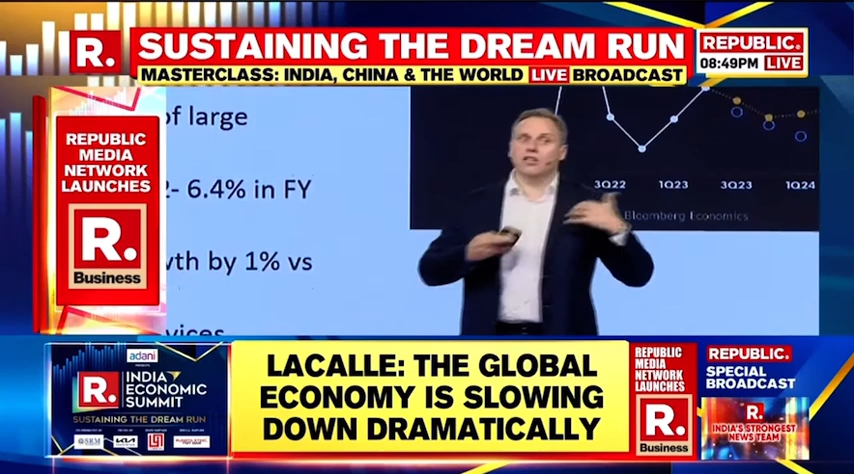 R.
SUSTAINING THE DREAM RUN
MASTERCLASS: INDIA, CHINA & THE WORLD LIVE BROADCAST
REPUBLIC.
08:49PM LIVE
REPUBLIC
MEDIA
NETWORK
LAUNCHES
R.
Business
of large
2- 6.4% in FY
wth by 1% vs
vices
3Q22 1Q23 3Q23 1Q24
Bloomberg Economics
adani
R.
INDIA
ECONOMIC
SUMMIT
SUSTAINING THE DREAM RUN
SRM
KIA
LACALLE: THE GLOBAL
ECONOMY IS SLOWING
DOWN DRAMATICALLY
REPUBLIC
MEDIA
NETWORK
LAUNCHES
R.
Business
REPUBLIC.
SPECIAL
BROADCAST
R.
INDIA'S STRONGEST
NEWS TEAM